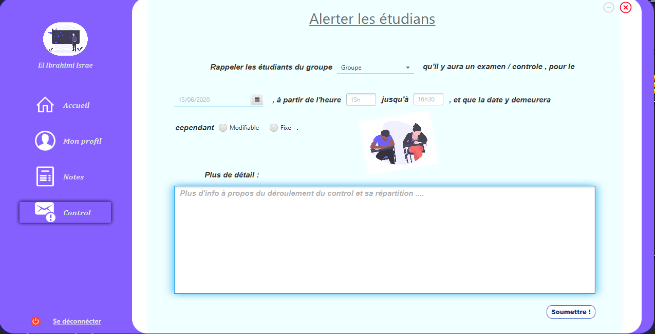 Alerter les étudians
El Ibrahimi Israe
Rappeler les étudiants du groupe Groupe qu'il y aura un examen / controle , pour le
15/06/2020 , à partir de l'heure 15h jusqu'à 16h30 , et que la date y demeurera
cependant Modifiable Fixe .
Accueil
Mon profil
Notes
Control
Plus de détail :
Plus d'info à propos du déroulement du control et sa répartition ....
Soumettre !
Se déconnécter